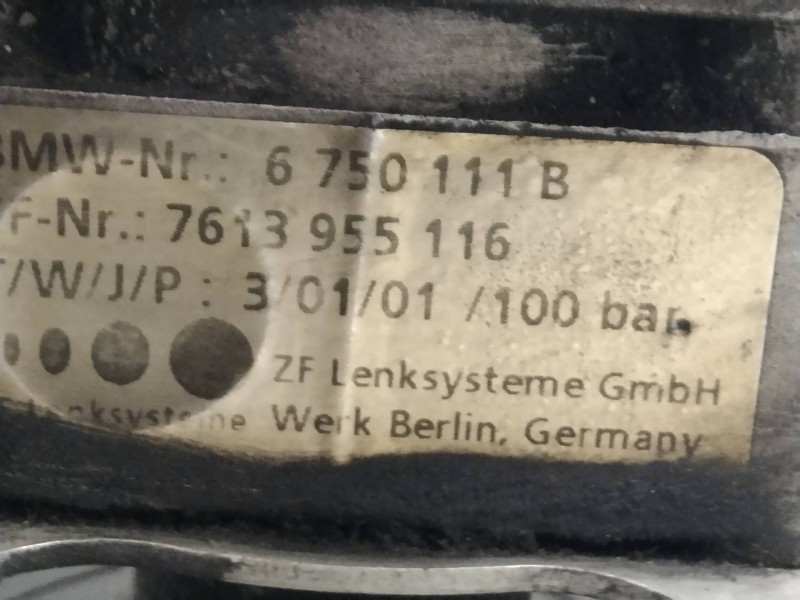 BMW-Nr.: 6 750 111 B
F-Nr.: 7613 955 116
/W/J/P : 3/01/01 /100 bar
ZF Lenksysteme GmbH
Lenksysteme Werk Berlin, Germany